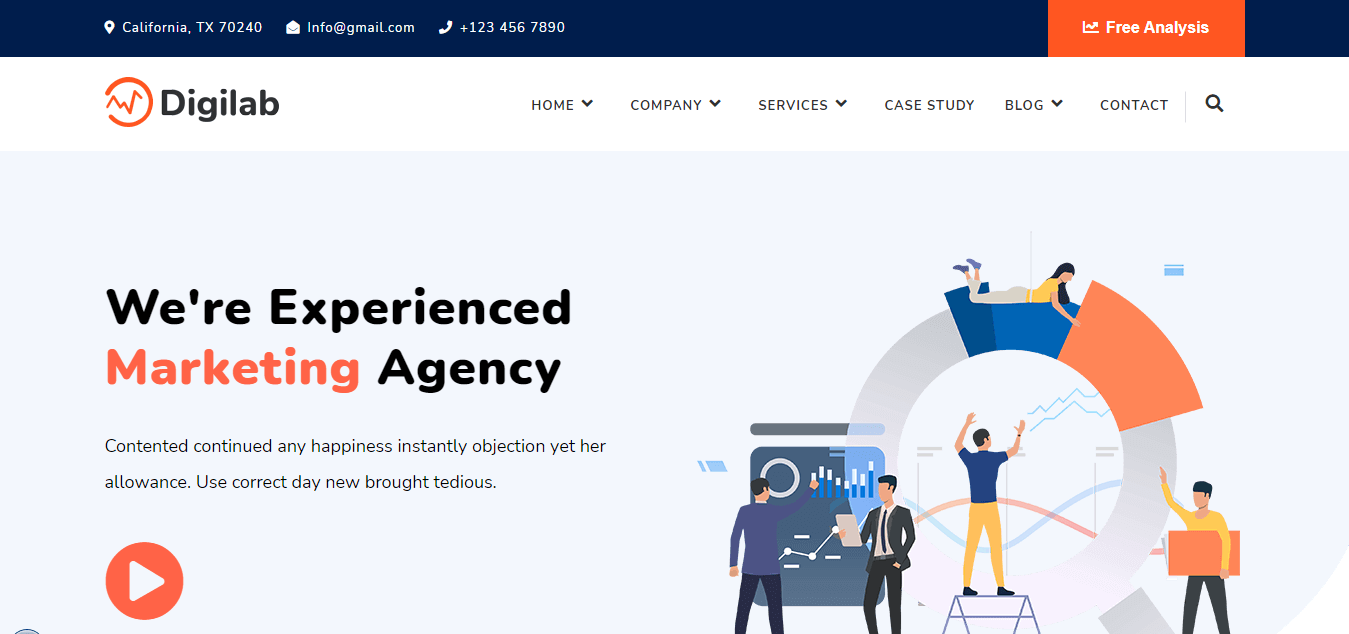 California, TX 70240 Info@gmail.com +123 456 7890 Free Analysis
Digilab HOME COMPANY SERVICES CASE STUDY BLOG CONTACT
We're Experienced
Marketing Agency
Contented continued any happiness instantly objection yet her
allowance. Use correct day new brought tedious.